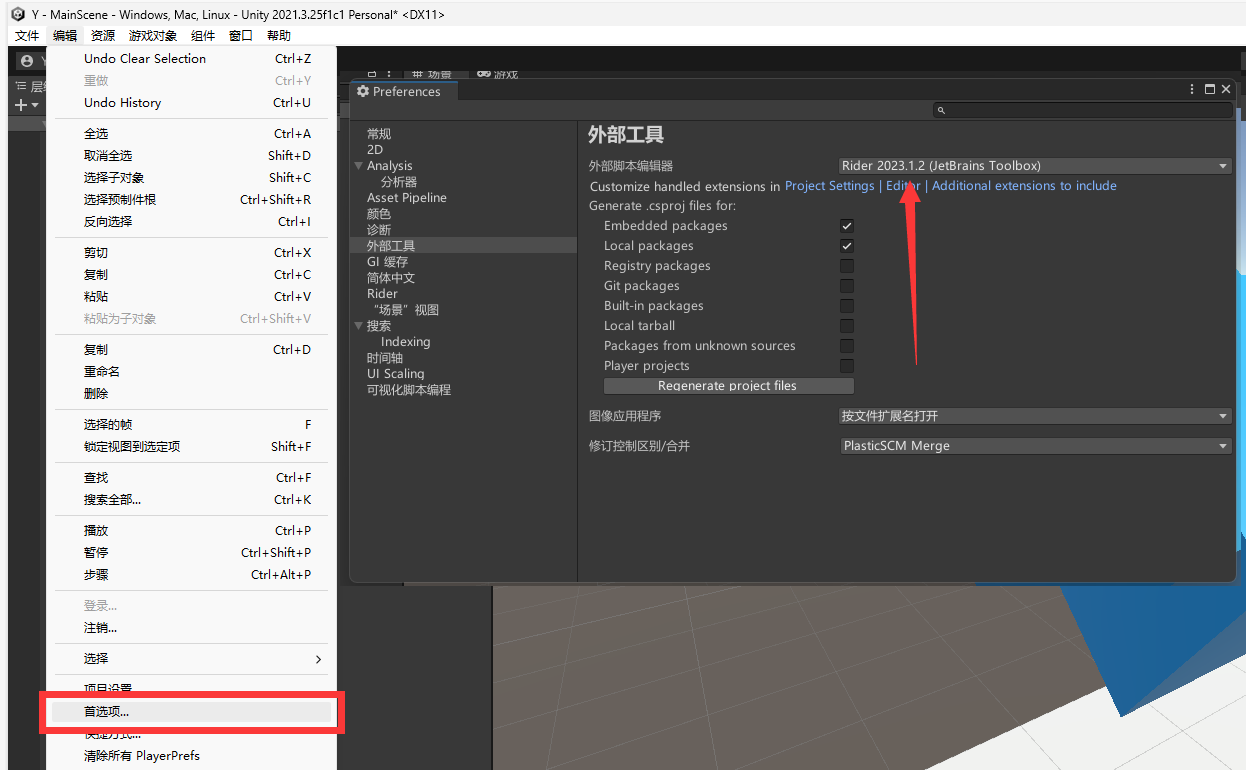 Y - MainScene - Windows, Mac, Linux - Unity 2021.3.25f1c1 Personal* <DX11>
文件 编辑 资源 游戏对象 组件 窗口 帮助
Undo Clear Selection Ctrl+Z
重做 Ctrl+Y
Undo History Ctrl+U
全选 Ctrl+A
取消全选 Shift+D
选择子对象 Shift+C
选择预制件根 Ctrl+Shift+R
反向选择 Ctrl+I
剪切 Ctrl+X
复制 Ctrl+C
粘贴 Ctrl+V
粘贴为子对象 Ctrl+Shift+V
复制 Ctrl+D
重命名
删除
选择的帧 F
锁定视图到选定项 Shift+F
查找 Ctrl+F
搜索全部... Ctrl+K
播放 Ctrl+P
暂停 Ctrl+Shift+P
步骤 Ctrl+Alt+P
登录...
注销...
选择
项目设置
首选项...
快捷方式...
清除所有 PlayerPrefs
Y
层级
场景 游戏
Preferences
常规
2D
Analysis
分析器
Asset Pipeline
颜色
诊断
外部工具
GI 缓存
简体中文
Rider
“场景”视图
搜索
Indexing
时间轴
UI Scaling
可视化脚本编程
外部工具
外部脚本编辑器 Rider 2023.1.2 (JetBrains Toolbox)
Customize handled extensions in Project Settings | Editor | Additional extensions to include
Generate .csproj files for:
Embedded packages
Local packages
Registry packages
Git packages
Built-in packages
Local tarball
Packages from unknown sources
Player projects
Regenerate project files
图像应用程序 按文件扩展名打开
修订控制区别/合并 PlasticSCM Merge